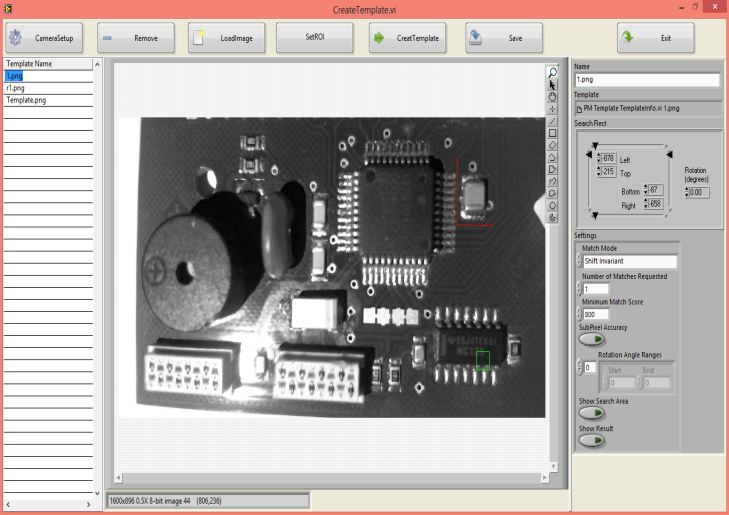 CreateTemplate.vi
CameraSetup
Remove
LoadImage
SetROI
CreatTemplate
Save
Exit
Template Name
1.png
r1.png
Template.png
1600x896 0.5X 8-bit image 44 (806,236)
Name
1.png
Template
PM Template TemplateInfo.vi 1.png
Search Rect
-878 Left
-215 Top
Bottom -87
Right -658
Rotation
(degrees)
0.00
Settings
Match Mode
Shift Invariant
Number of Matches Requested
1
Minimum Match Score
800
SubPixel Accuracy
Rotation Angle Ranges
0
Start End
0 0
Show Search Area
Show Result